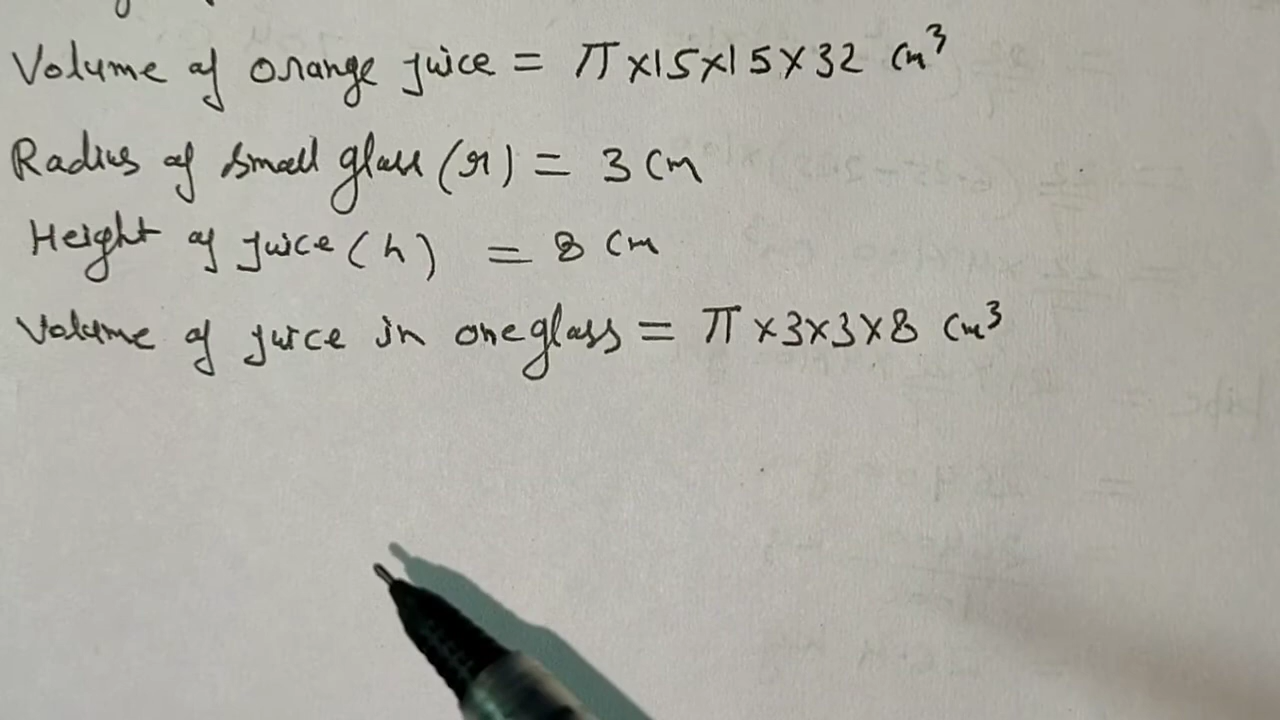 Volume of orange juice = π×15×15×32 cm³
Radius of small glass (r) = 3 cm
Height of juice (h) = 8 cm
Volume of juice in one glass = π×3×3×8 cm³